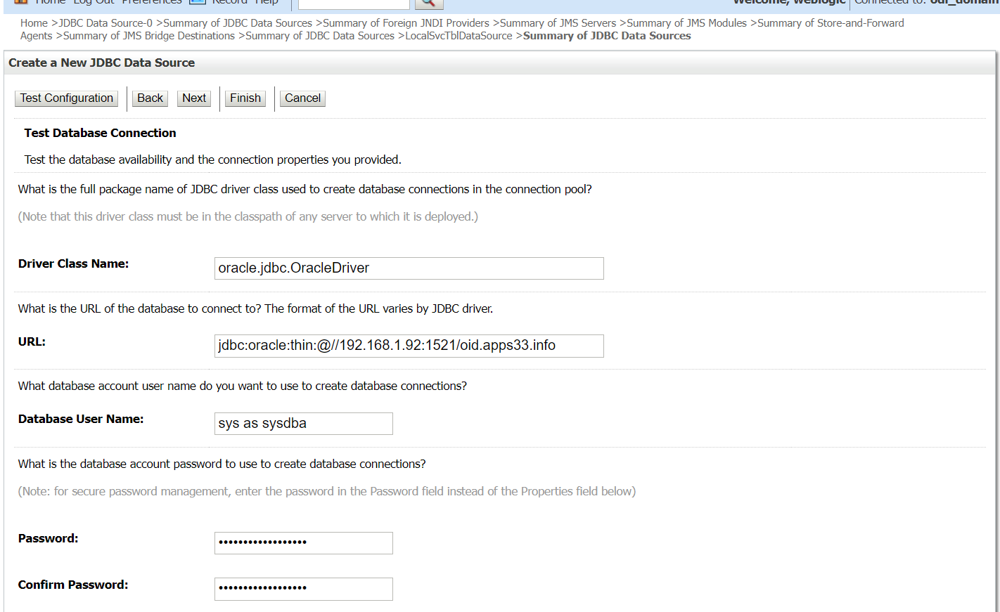 Home Log Out Preferences Record Help
Welcome, weblogic Connected to: odi_domain
Home >JDBC Data Source-0 >Summary of JDBC Data Sources >Summary of Foreign JNDI Providers >Summary of JMS Servers >Summary of JMS Modules >Summary of Store-and-Forward
Agents >Summary of JMS Bridge Destinations >Summary of JDBC Data Sources >LocalSvcTblDataSource >Summary of JDBC Data Sources
Create a New JDBC Data Source
Test Configuration Back Next Finish Cancel
Test Database Connection
Test the database availability and the connection properties you provided.
What is the full package name of JDBC driver class used to create database connections in the connection pool?
(Note that this driver class must be in the classpath of any server to which it is deployed.)
Driver Class Name: oracle.jdbc.OracleDriver
What is the URL of the database to connect to? The format of the URL varies by JDBC driver.
URL: jdbc:oracle:thin:@//192.168.1.92:1521/oid.apps33.info
What database account user name do you want to use to create database connections?
Database User Name: sys as sysdba
What is the database account password to use to create database connections?
(Note: for secure password management, enter the password in the Password field instead of the Properties field below)
Password: ••••••••••••••••••
Confirm Password: ••••••••••••••••••